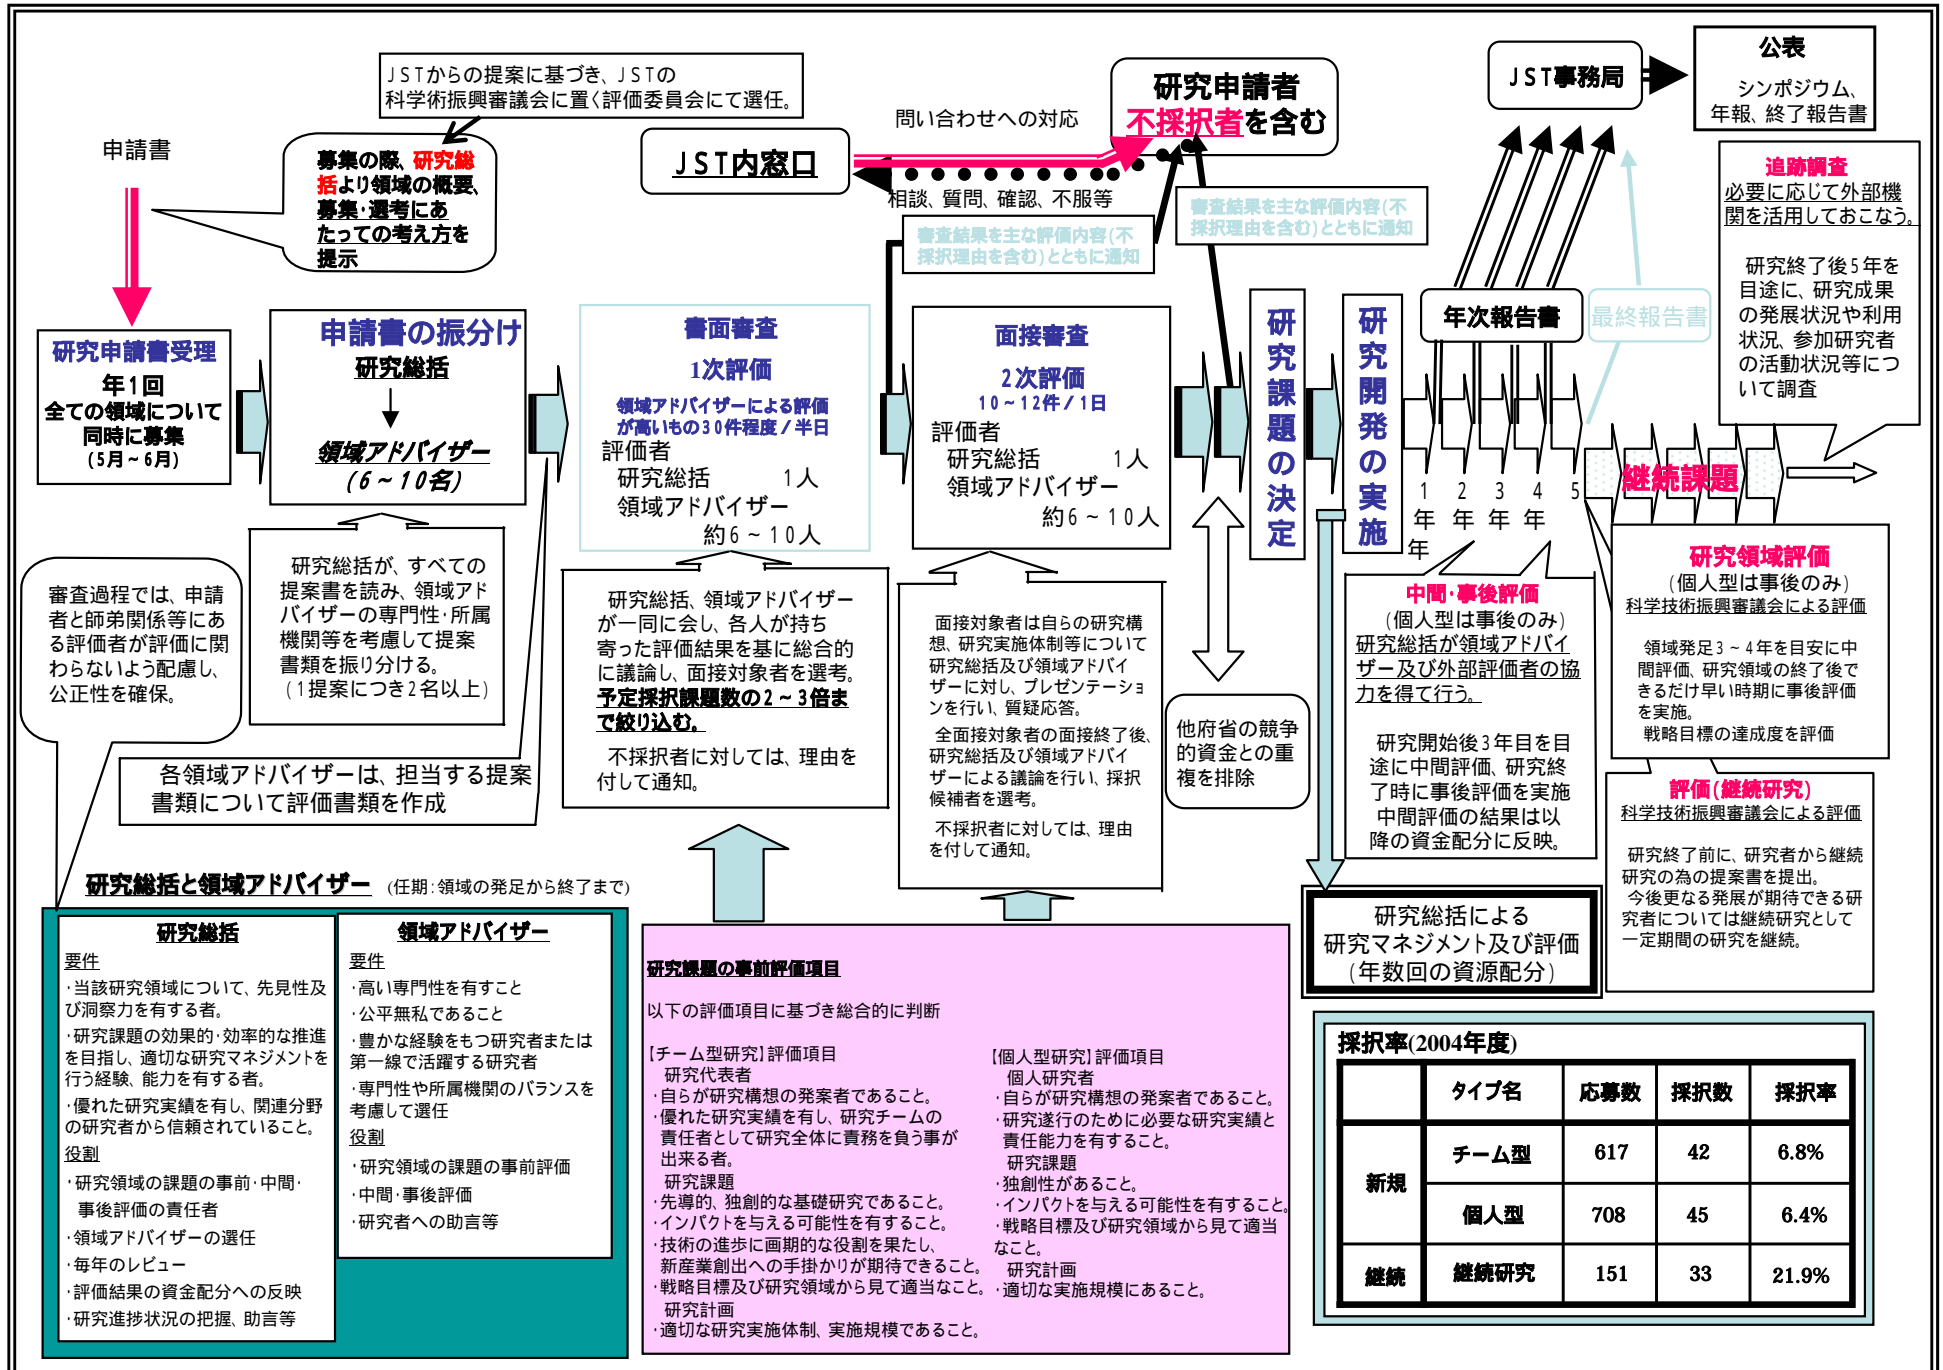 JSTからの提案に基づき、JSTの
科学術振興審議会に置く評価委員会にて選任。
申請書
募集の際、研究総
括より領域の概要、
募集・選考にあ
たっての考え方を
提示
JST内窓口
問い合わせへの対応
相談、質問、確認、不服等
研究申請者
不採択者を含む
審査結果を主な評価内容(不
採択理由を含む)とともに通知
審査結果を主な評価内容(不
採択理由を含む)とともに通知
JST事務局
公表
シンポジウム、
年報、終了報告書
追跡調査
必要に応じて外部機
関を活用しておこなう。
研究終了後5年を
目途に、研究成果
の発展状況や利用
状況、参加研究者
の活動状況等につ
いて調査
研究申請書受理
年1回
全ての領域について
同時に募集
(5月~6月)
申請書の振分け
研究総括
領域アドバイザー
(6~10名)
書面審査
1次評価
領域アドバイザーによる評価
が高いもの30件程度/半日
評価者
研究総括 1人
領域アドバイザー
約6~10人
面接審査
2次評価
10~12件/1日
評価者
研究総括 1人
領域アドバイザー
約6~10人
研究課題の決定
研究開発の実施
年次報告書
最終報告書
1 2 3 4 5
年 年 年 年
年
継続課題
審査過程では、申請
者と師弟関係等にあ
る評価者が評価に関
わらないよう配慮し、
公正性を確保。
研究総括が、すべての
提案書を読み、領域アド
バイザーの専門性・所属
機関等を考慮して提案
書類を振り分ける。
(1提案につき2名以上)
各領域アドバイザーは、担当する提案
書類について評価書類を作成
研究総括、領域アドバイザー
が一同に会し、各人が持ち
寄った評価結果を基に総合的
に議論し、面接対象者を選考。
予定採択課題数の2~3倍ま
で絞り込む。
不採択者に対しては、理由を
付して通知。
面接対象者は自らの研究構
想、研究実施体制等について
研究総括及び領域アドバイ
ザーに対し、プレゼンテーショ
ンを行い、質疑応答。
全面接対象者の面接終了後、
研究総括及び領域アドバイ
ザーによる議論を行い、採択
候補者を選考。
不採択者に対しては、理由
を付して通知。
他府省の競争
的資金との重
複を排除
中間・事後評価
(個人型は事後のみ)
研究総括が領域アドバイ
ザー及び外部評価者の協
力を得て行う。
研究開始後3年目を目
途に中間評価、研究終
了時に事後評価を実施
中間評価の結果は以
降の資金配分に反映。
研究領域評価
(個人型は事後のみ)
科学技術振興審議会による評価
領域発足3~4年を目安に中
間評価、研究領域の終了後で
きるだけ早い時期に事後評価
を実施。
戦略目標の達成度を評価
評価(継続研究)
科学技術振興審議会による評価
研究終了前に、研究者から継続
研究の為の提案書を提出。
今後更なる発展が期待できる研
究者については継続研究として
一定期間の研究を継続。
研究総括による
研究マネジメント及び評価
(年数回の資源配分)
研究総括と領域アドバイザー (任期:領域の発足から終了まで)
研究総括
要件
・当該研究領域について、先見性及
び洞察力を有する者。
・研究課題の効果的・効率的な推進
を目指し、適切な研究マネジメントを
行う経験、能力を有する者。
・優れた研究実績を有し、関連分野
の研究者から信頼されていること。
役割
・研究領域の課題の事前・中間・
事後評価の責任者
・領域アドバイザーの選任
・毎年のレビュー
・評価結果の資金配分への反映
・研究進捗状況の把握、助言等
領域アドバイザー
要件
・高い専門性を有すこと
・公平無私であること
・豊かな経験をもつ研究者または
第一線で活躍する研究者
・専門性や所属機関のバランスを
考慮して選任
役割
・研究領域の課題の事前評価
・中間・事後評価
・研究者への助言等
研究課題の事前評価項目
以下の評価項目に基づき総合的に判断
【チーム型研究】評価項目
研究代表者
・自らが研究構想の発案者であること。
・優れた研究実績を有し、研究チームの
責任者として研究全体に責務を負う事が
出来る者。
研究課題
・先導的、独創的な基礎研究であること。
・インパクトを与える可能性を有すること。
・技術の進歩に画期的な役割を果たし、
新産業創出への手掛かりが期待できること。
・戦略目標及び研究領域から見て適当なこと。
研究計画
・適切な研究実施体制、実施規模であること。
【個人型研究】評価項目
個人研究者
・自らが研究構想の発案者であること。
・研究遂行のために必要な研究実績と
責任能力を有すること。
研究課題
・独創性があること。
・インパクトを与える可能性を有すること。
・戦略目標及び研究領域から見て適当
なこと。
研究計画
・適切な実施規模にあること。
採択率(2004年度)
タイプ名 応募数 採択数 採択率
新規 チーム型 617 42 6.8%
個人型 708 45 6.4%
継続 継続研究 151 33 21.9%